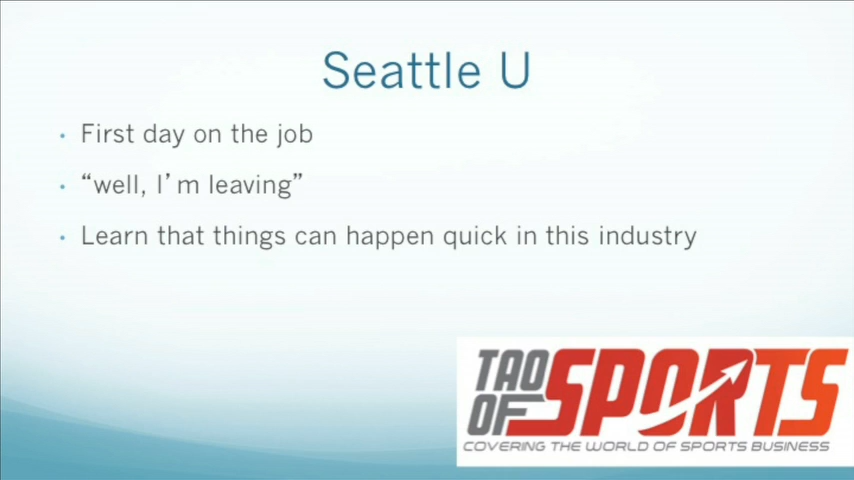 Seattle U
• First day on the job
• “well, I’m leaving”
• Learn that things can happen quick in this industry
TAO OF SPORTS
COVERING THE WORLD OF SPORTS BUSINESS